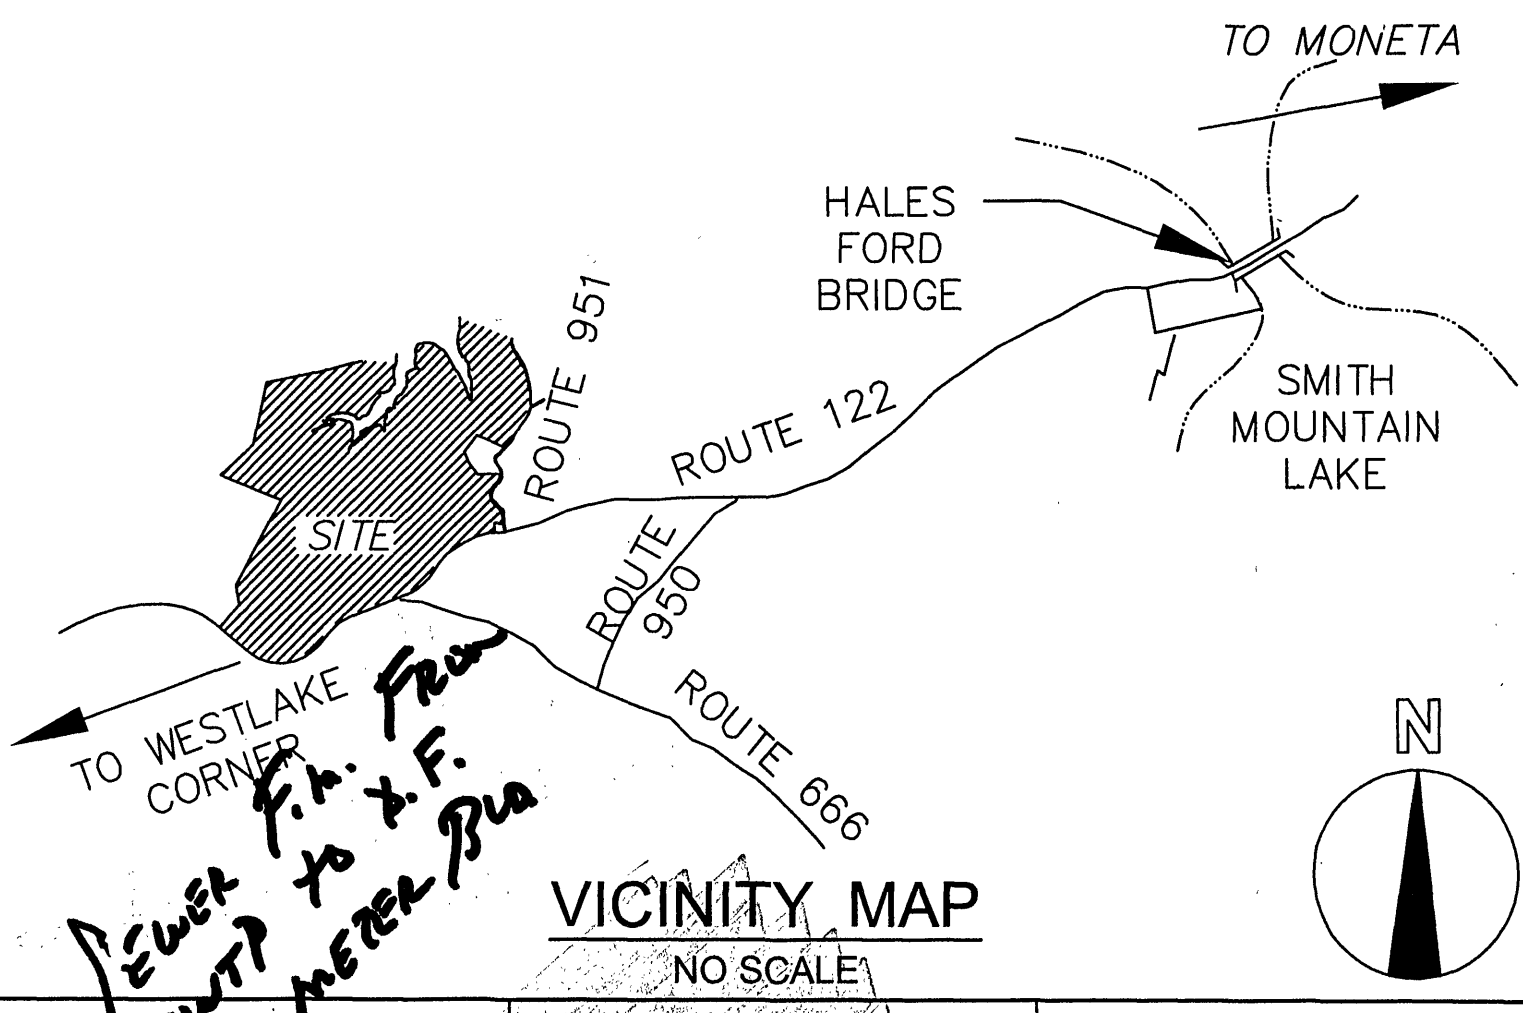 TO MONETA
HALES
FORD
BRIDGE
ROUTE 951
ROUTE 122
SMITH
MOUNTAIN
LAKE
SITE
ROUTE
950
ROUTE 666
TO WESTLAKE
CORNER
N
SEWER F.M. FROM
WWTP to D.F.
METER BLD
VICINITY MAP
NO SCALE